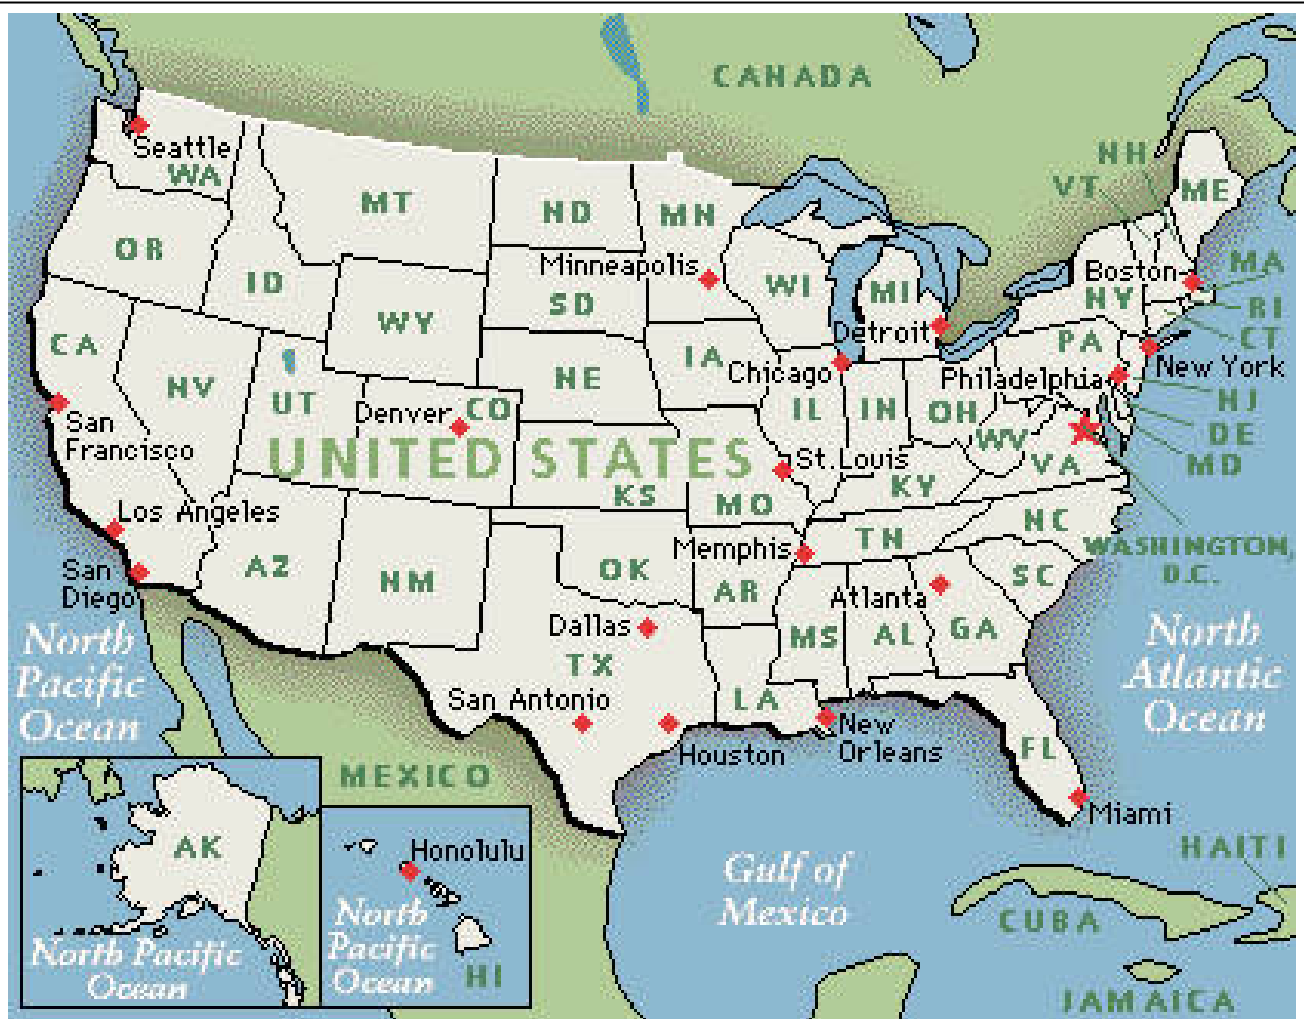 CANADA
NH
VT
ME
Seattle
WA
MT
ND
MN
OR
ID
Minneapolis
WI
MI
Boston
MA
NY
RI
SD
WY
CT
CA
Detroit
PA
IA
Chicago
New York
NV
UT
NE
Philadelphia
Denver
CO
IL
IN
OH
NJ
San
Francisco
WV
DE
UNITED STATES
St. Louis
VA
MD
KS
MO
KY
Los Angeles
NC
TN
WASHINGTON,
D.C.
Memphis
San
Diego
AZ
NM
OK
AR
SC
Atlanta
Dallas
MS
AL
GA
North
Pacific
Ocean
TX
North
Atlantic
Ocean
San Antonio
LA
New
Orleans
Houston
FL
MEXICO
Miami
AK
Honolulu
HAITI
Gulf of
Mexico
North
Pacific
Ocean
CUBA
North Pacific
Ocean
HI
JAMAICA